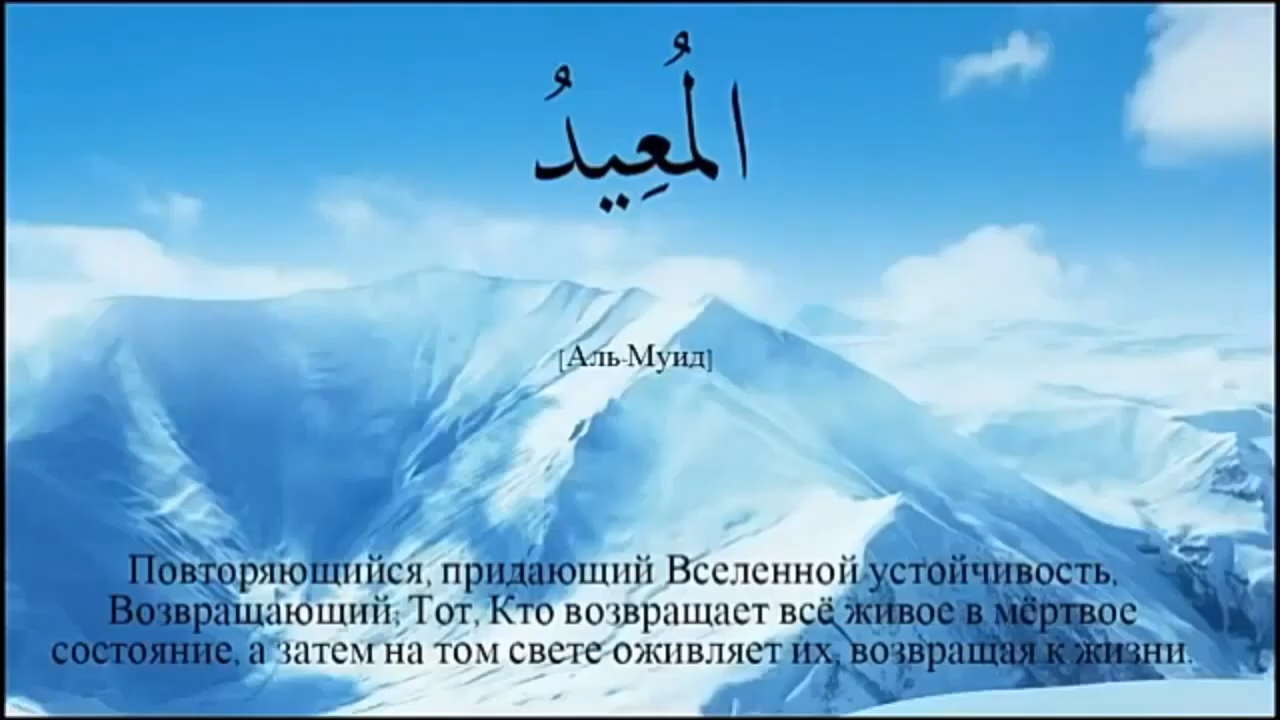 الْمُعِيدُ
[Аль-Муид]
Повторяющийся, придающий Вселенной устойчивость,
Возвращающий; Тот, Кто возвращает всё живое в мёртвое
состояние, а затем на том свете оживляет их, возвращая к жизни.